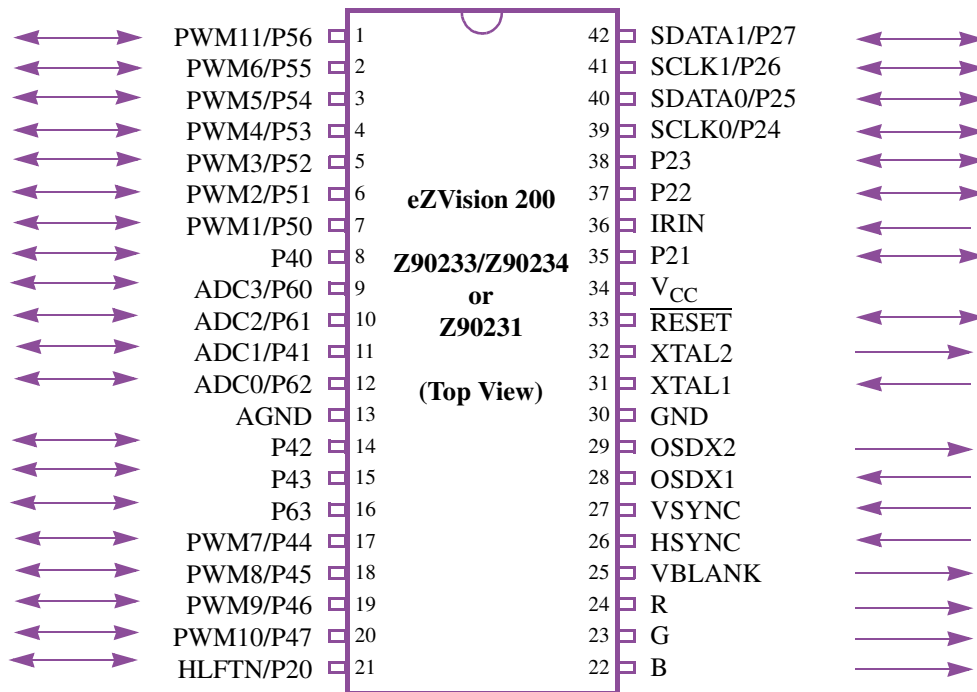 PWM11/P56 1 42 SDATA1/P27
PWM6/P55 2 41 SCLK1/P26
PWM5/P54 3 40 SDATA0/P25
PWM4/P53 4 39 SCLK0/P24
PWM3/P52 5 38 P23
PWM2/P51 6 eZVision 200 37 P22
PWM1/P50 7 36 IRIN
P40 8 Z90233/Z90234 35 P21
ADC3/P60 9 or 34 VCC
ADC2/P61 10 Z90231 33 RESET
ADC1/P41 11 32 XTAL2
ADC0/P62 12 (Top View) 31 XTAL1
AGND 13 30 GND
P42 14 29 OSDX2
P43 15 28 OSDX1
P63 16 27 VSYNC
PWM7/P44 17 26 HSYNC
PWM8/P45 18 25 VBLANK
PWM9/P46 19 24 R
PWM10/P47 20 23 G
HLFTN/P20 21 22 B